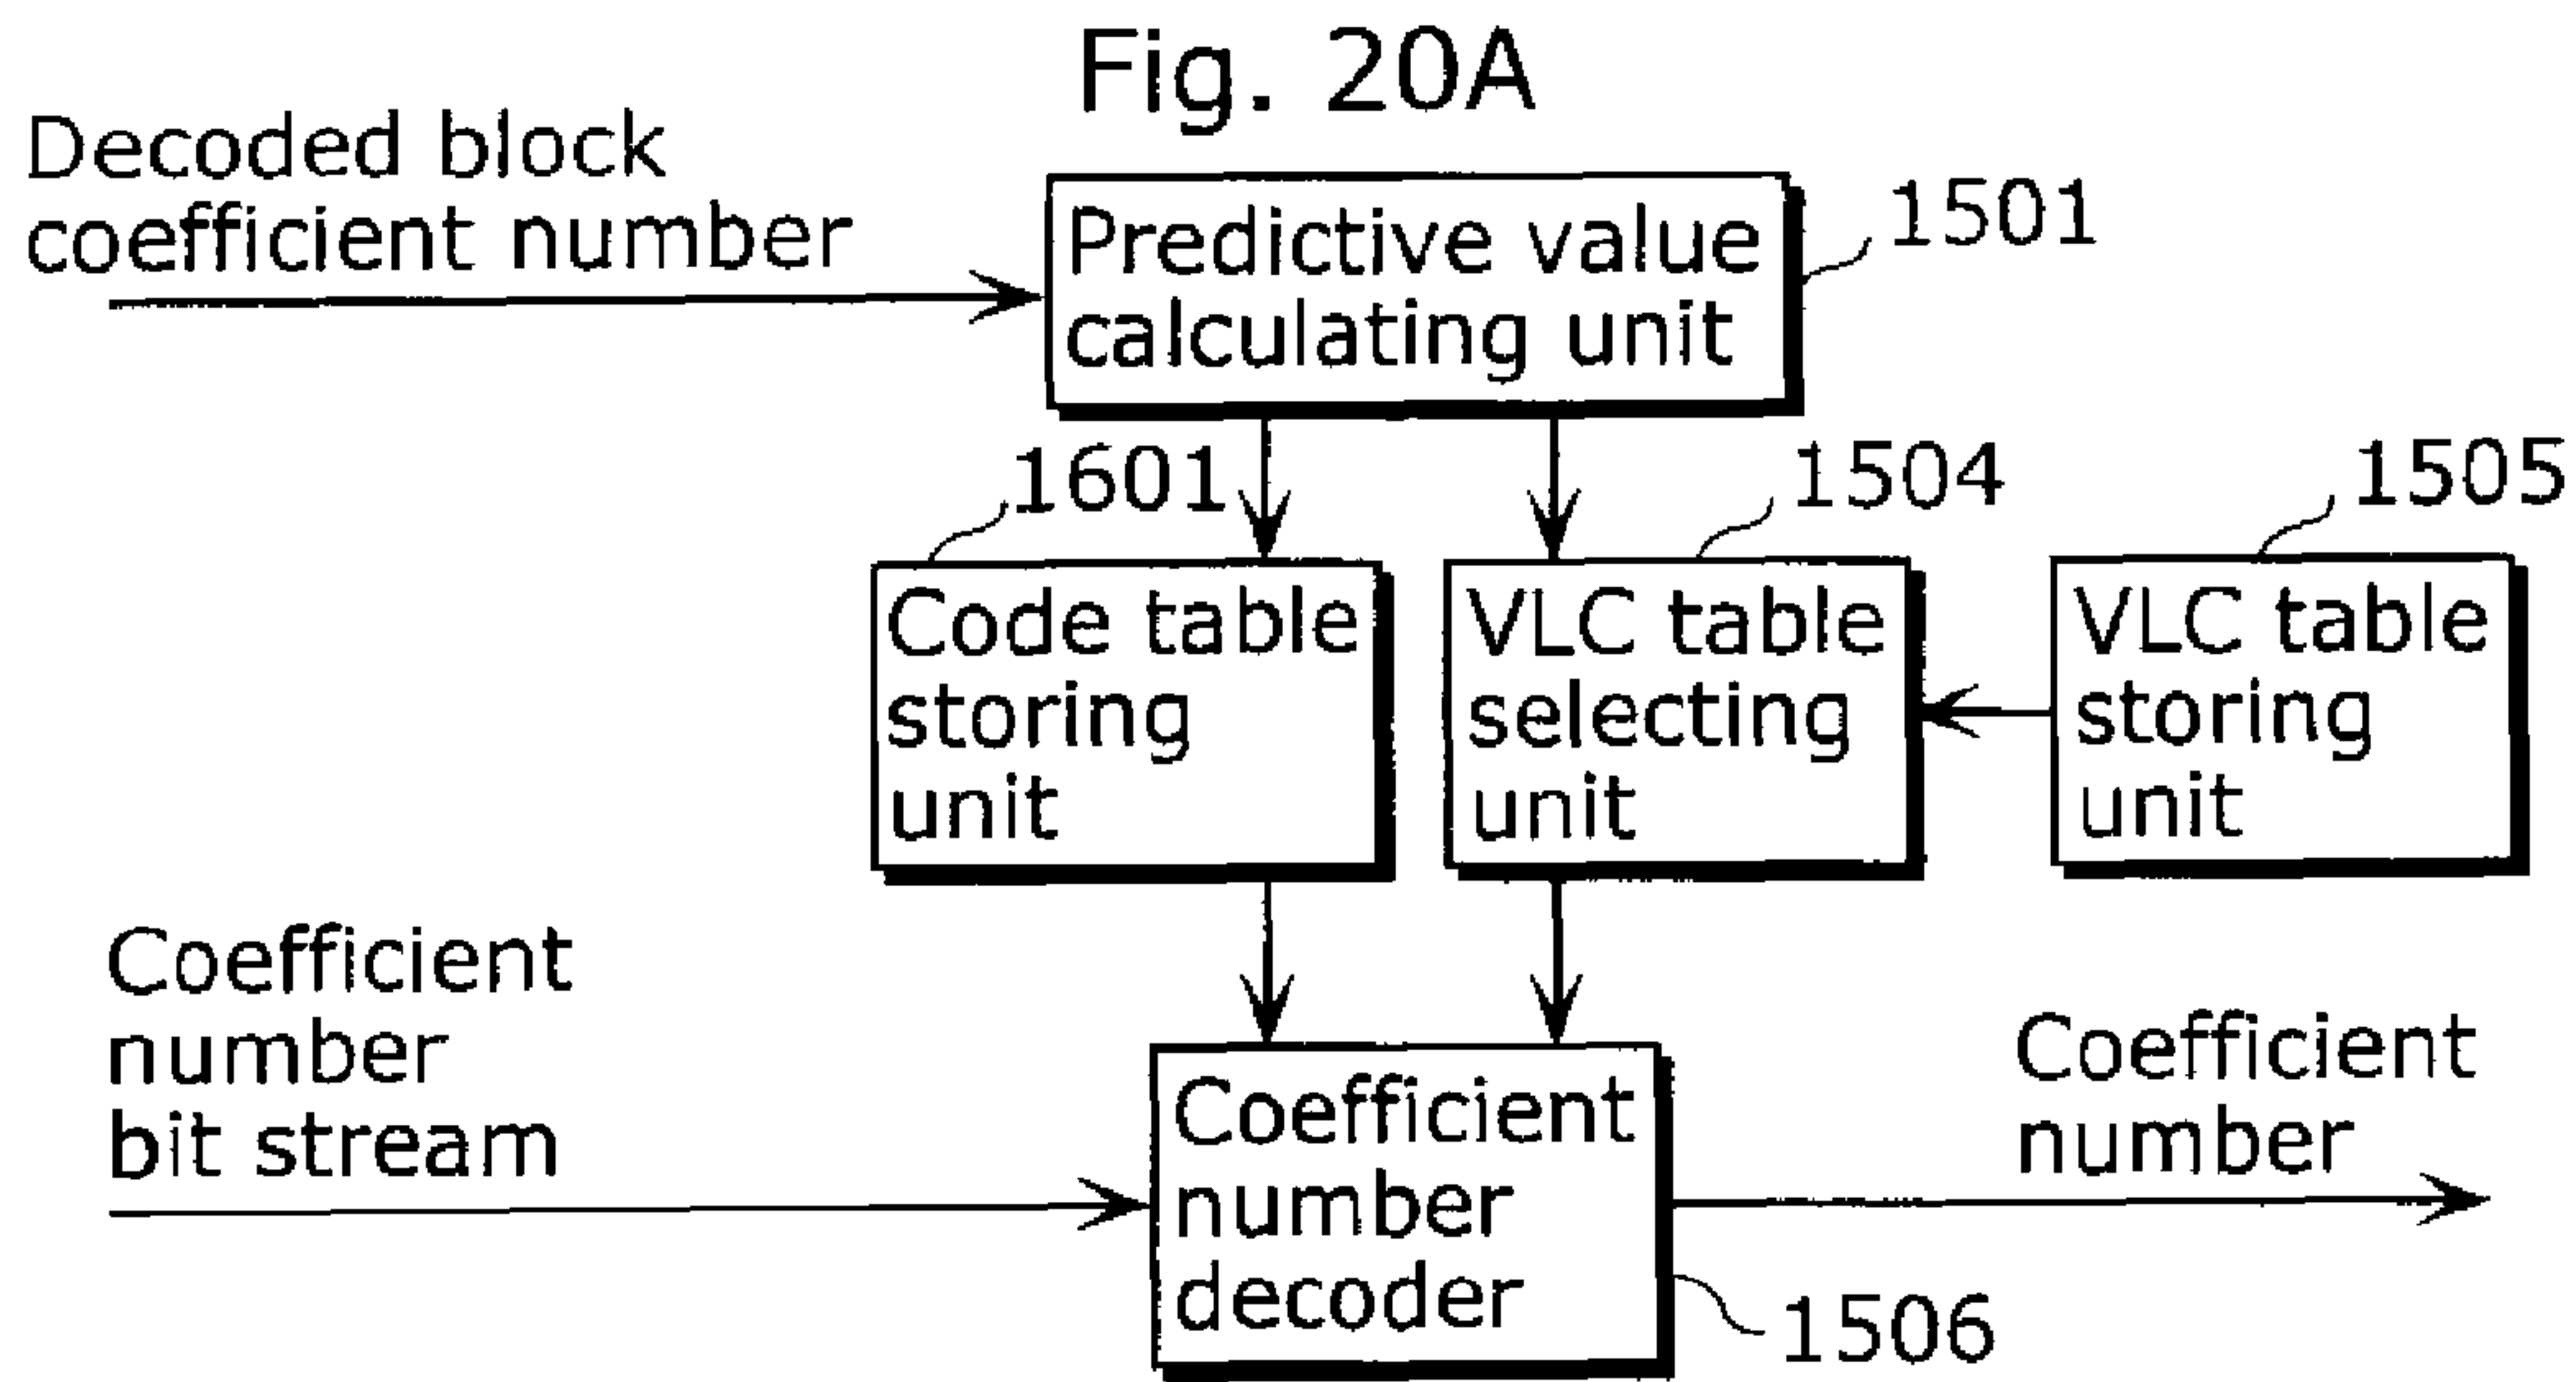 Fig. 20A
Decoded block
coefficient number
Predictive value
calculating unit
1501
1601
1504
1505
Code table
storing
unit
VLC table
selecting
unit
VLC table
storing
unit
Coefficient
number
bit stream
Coefficient
number
decoder
Coefficient
number
1506